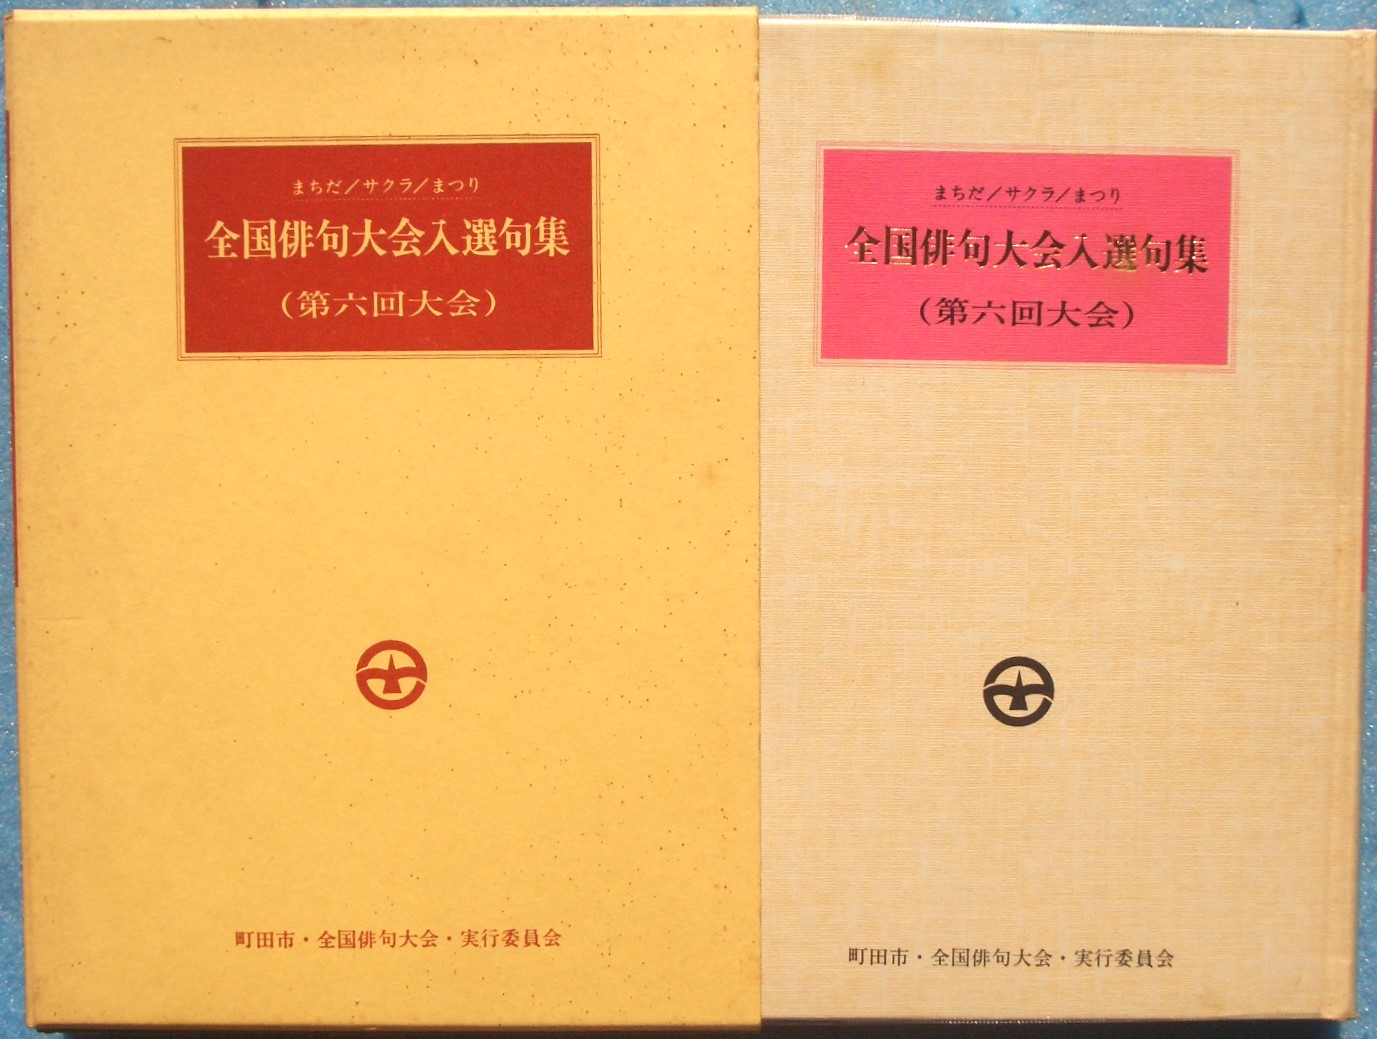 まちだ／サクラ／まつり
全国俳句大会入選句集
（第六回大会）
町田市・全国俳句大会・実行委員会
まちだ／サクラ／まつり
全国俳句大会入選句集
（第六回大会）
町田市・全国俳句大会・実行委員会